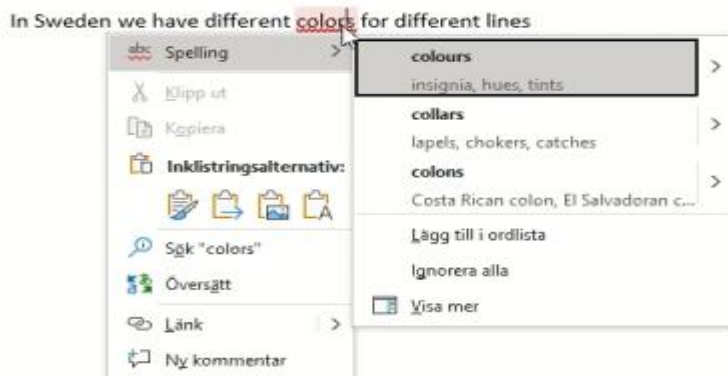 In Sweden we have different colors for different lines
abc Spelling
Klipp ut
Kopiera
Inklistringsalternativ:
A
Sök "colors"
Översätt
Länk
Ny kommentar
colours
insignia, hues, tints
collars
lapels, chokers, catches
colons
Costa Rican colon, El Salvadoran c...
Lägg till i ordlista
Ignorera alla
Visa mer